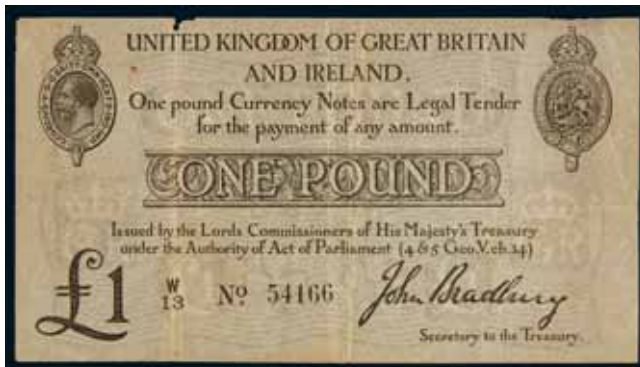 UNITED KINGDOM OF GREAT BRITAIN
AND IRELAND.
One pound Currency Notes are Legal Tender
for the payment of any amount.
ONE POUND
Issued by the Lords Commissioners of His Majesty's Treasury
under the Authority of Act of Parliament (4 & 5 Geo.V.ch.14)
£1
W
13
Nº 54166
John Bradbury
Secretary to the Treasury.